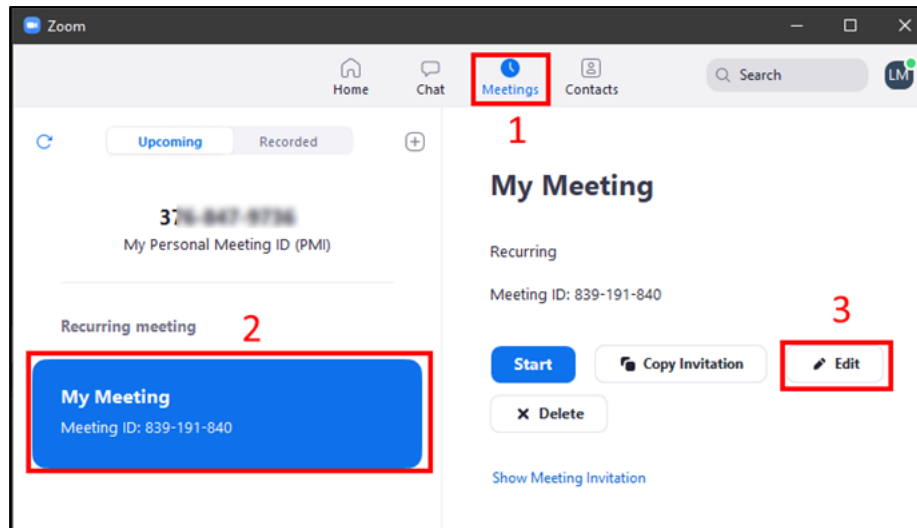 Zoom
Home Chat Meetings Contacts
Search
LM
1
Upcoming Recorded
My Personal Meeting ID (PMI)
Recurring meeting
2
My Meeting
Meeting ID: 839-191-840
My Meeting
Recurring
Meeting ID: 839-191-840
3
Start Copy Invitation Edit
Delete
Show Meeting Invitation